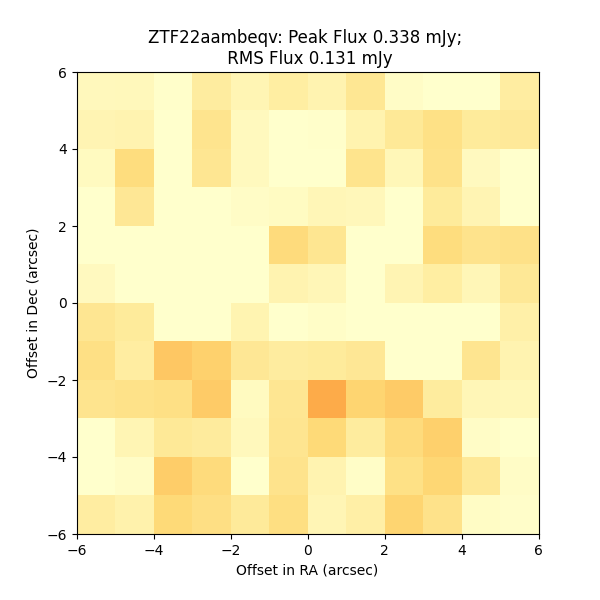 ZTF22aambeqv: Peak Flux 0.338 mJy;
RMS Flux 0.131 mJy
6
4
2
0
−2
−4
−6
Offset in Dec (arcsec)
−6 −4 −2 0 2 4 6
Offset in RA (arcsec)